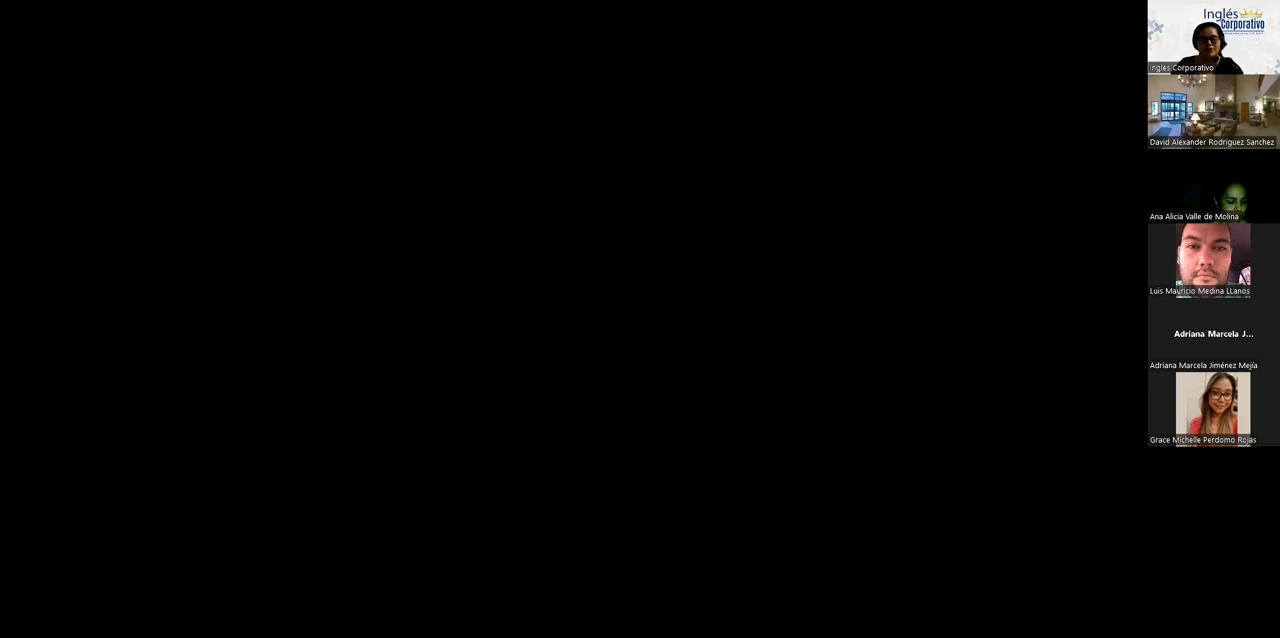 Inglés
Corporativo
Ingles Corporativo
David Alexander Rodríguez Sanchez
Ana Alicia Valle de Molina
Luis Mauricio Medina LLanos
Adriana Marcela J...
Adriana Marcela Jiménez Mejía
Grace Michelle Perdomo Rojas